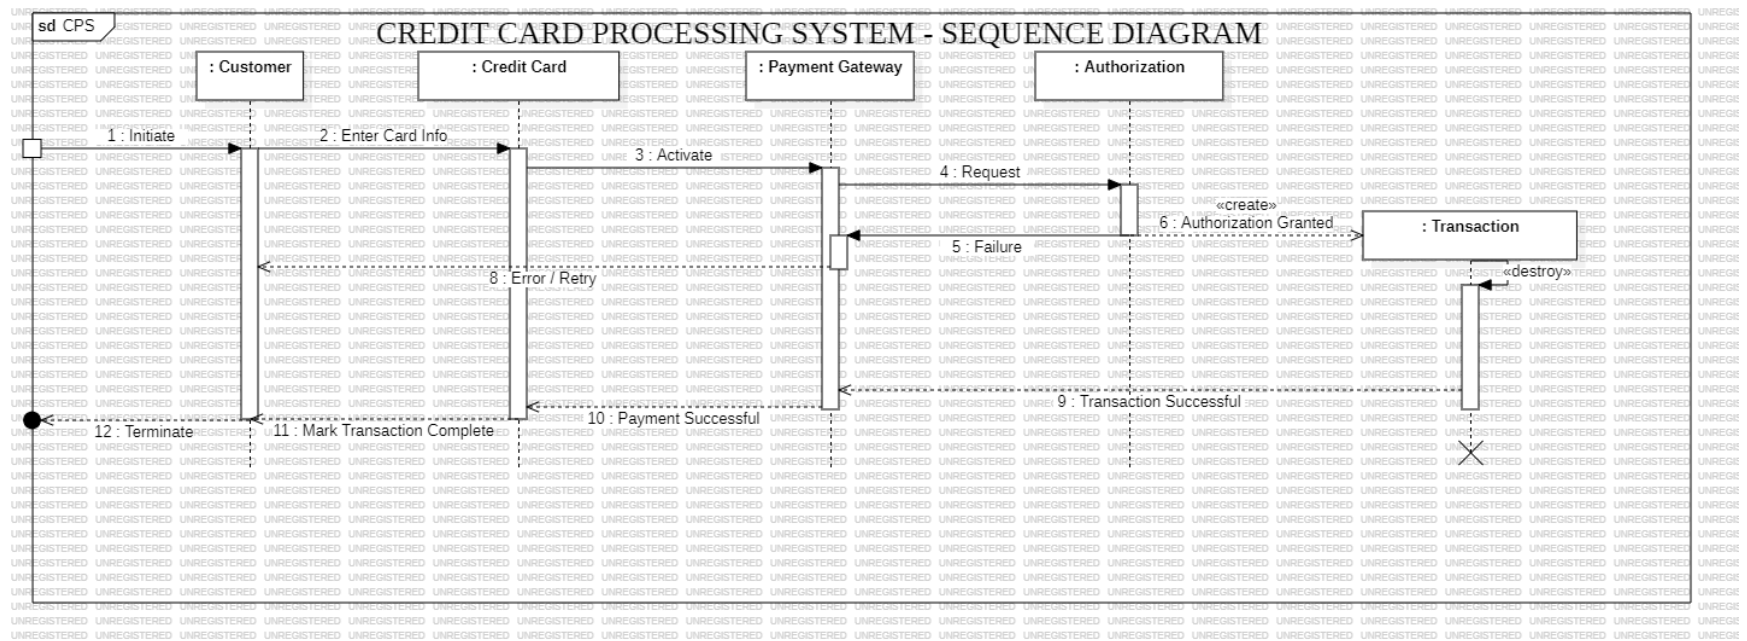 sd CPS
CREDIT CARD PROCESSING SYSTEM - SEQUENCE DIAGRAM
: Customer
: Credit Card
: Payment Gateway
: Authorization
1 : Initiate
2 : Enter Card Info
3 : Activate
4 : Request
«create»
6 : Authorization Granted
: Transaction
5 : Failure
«destroy»
8 : Error / Retry
9 : Transaction Successful
10 : Payment Successful
11 : Mark Transaction Complete
12 : Terminate
UNREGISTERED